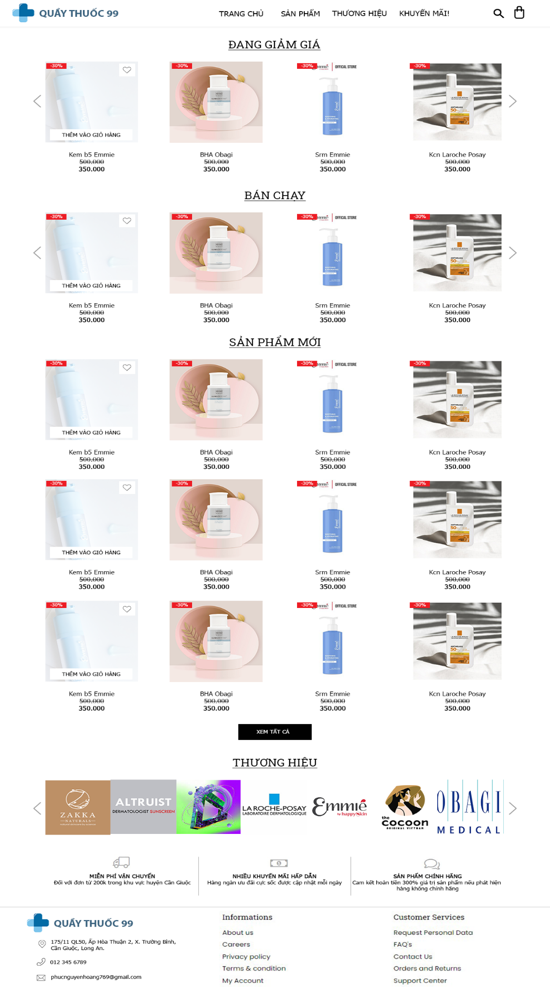 QUẦY THUỐC 99
TRANG CHỦ SẢN PHẨM THƯƠNG HIỆU KHUYẾN MÃI!
ĐANG GIẢM GIÁ
-30% -30% -30% OFFICAL STORE -30%
THÊM VÀO GIỎ HÀNG
Kem b5 Emmie BHA Obagi Srm Emmie Kcn Laroche Posay
500.000 500.000 500.000 500.000
350.000 350.000 350.000 350.000
BÁN CHẠY
-30% -30% -30% OFFICAL STORE -30%
THÊM VÀO GIỎ HÀNG
Kem b5 Emmie BHA Obagi Srm Emmie Kcn Laroche Posay
500.000 500.000 500.000 500.000
350.000 350.000 350.000 350.000
SẢN PHẨM MỚI
-30% -30% -30% OFFICAL STORE -30%
THÊM VÀO GIỎ HÀNG
Kem b5 Emmie BHA Obagi Srm Emmie Kcn Laroche Posay
500.000 500.000 500.000 500.000
350.000 350.000 350.000 350.000
-30% -30% -30% OFFICAL STORE -30%
THÊM VÀO GIỎ HÀNG
Kem b5 Emmie BHA Obagi Srm Emmie Kcn Laroche Posay
500.000 500.000 500.000 500.000
350.000 350.000 350.000 350.000
-30% -30% -30% OFFICAL STORE -30%
THÊM VÀO GIỎ HÀNG
Kem b5 Emmie BHA Obagi Srm Emmie Kcn Laroche Posay
500.000 500.000 500.000 500.000
350.000 350.000 350.000 350.000
XEM TẤT CẢ
THƯƠNG HIỆU
ZAKKA
NATURALS
natural skincare by science
ALTRUIST
DERMATOLOGIST SUNSCREEN
LA ROCHE-POSAY
LABORATOIRE DERMATOLOGIQUE
Emmié
by happySkin
the
cocoon
ORIGINAL VIETNAM
OBAGI
MEDICAL
MIỄN PHÍ VẬN CHUYỂN
Đối với đơn từ 200k trong khu vực huyện Cần Giuộc
NHIỀU KHUYẾN MÃI HẤP DẪN
Hàng ngàn ưu đãi cực sốc được cập nhật mỗi ngày
SẢN PHẨM CHÍNH HÃNG
Cam kết hoàn tiền 300% giá trị sản phẩm nếu phát hiện
hàng không chính hãng
QUẦY THUỐC 99
175/11 QL50, Ấp Hòa Thuận 2, X. Trường Bình,
Cần Giuộc, Long An.
012 345 6789
phucnguyenhoang769@gmail.com
Informations
About us
Careers
Privacy policy
Terms & condition
My Account
Customer Services
Request Personal Data
FAQ's
Contact Us
Orders and Returns
Support Center